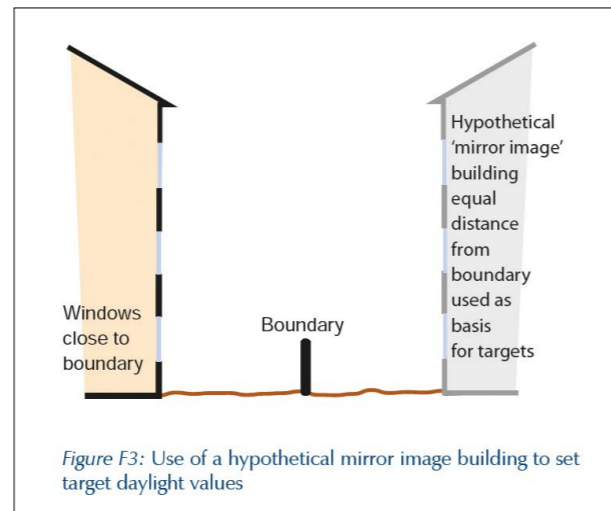 Windows
close to
boundary
Boundary
Hypothetical
‘mirror image’
building
equal
distance
from
boundary
used as
basis
for targets
Figure F3: Use of a hypothetical mirror image building to set
target daylight values